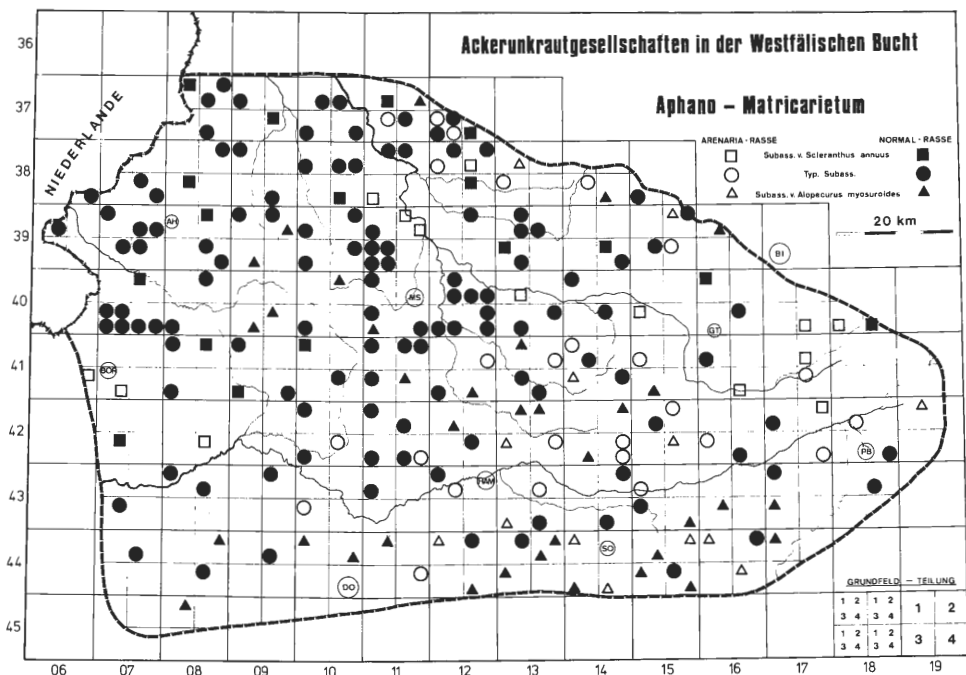 Ackerunkrautgesellschaften in der Westfälischen Bucht
Aphano – Matricarietum
ARENARIA - RASSE NORMAL - RASSE
Subass. v. Scleranthus annuus
Typ. Subass.
Subass. v. Alopecurus myosuroides
20 km
NIEDERLANDE
AH
BI
MS
GT
BOR
PB
HAM
SO
DO
36
37
38
39
40
41
42
43
44
45
GRUNDFELD – TEILUNG
1 2 1 2 1 2
3 4 3 4
1 2 1 2 3 4
3 4 3 4
06 07 08 09 10 11 12 13 14 15 16 17 18 19